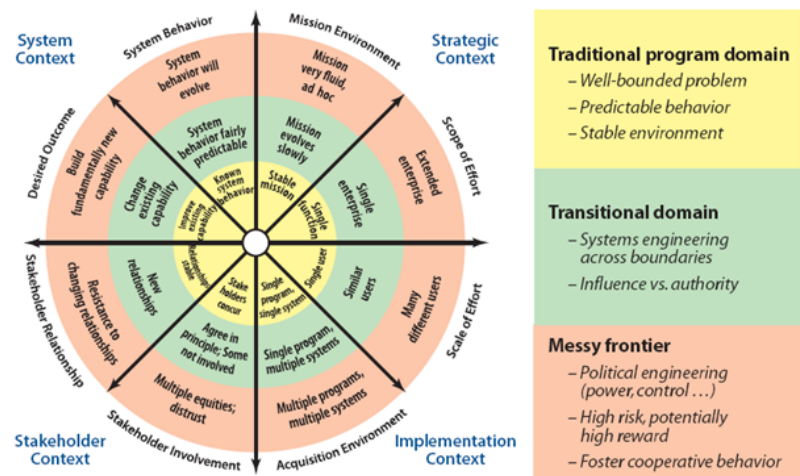 System
Context
System Behavior
Mission Environment
Strategic
Context
Desired Outcome
Scope of Effort
Stakeholder Relationship
Scale of Effort
Stakeholder
Context
Stakeholder Involvement
Acquisition Environment
Implementation
Context
System
behavior will
evolve
Mission
very fluid,
ad hoc
Extended
enterprise
Many
different users
Multiple programs,
multiple systems
Multiple equities;
distrust
Resistance to
changing relationships
Build
fundamentally new
capability
System
behavior fairly
predictable
Mission
evolves
slowly
Single
enterprise
Similar
users
Single program,
multiple systems
Agree in
principle; Some
not involved
New
relationships
Change
existing
capability
Known
system
behavior
Stable
mission
Single
function
Single user
Single
program,
single system
Stake
holders
concur
Relationships
stable
Improve
existing
capability
Traditional program domain
– Well-bounded problem
– Predictable behavior
– Stable environment
Transitional domain
– Systems engineering
across boundaries
– Influence vs. authority
Messy frontier
– Political engineering
(power, control …)
– High risk, potentially
high reward
– Foster cooperative behavior